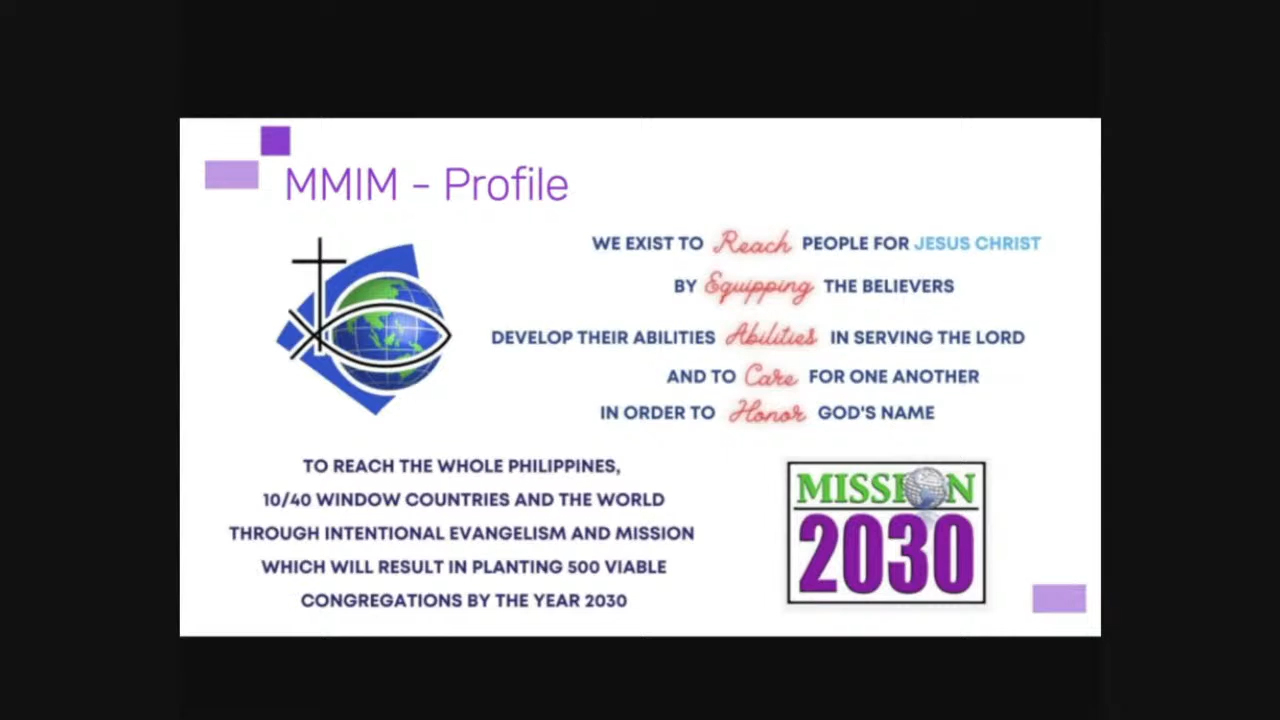 MMIM - Profile
WE EXIST TO Reach PEOPLE FOR JESUS CHRIST
BY Equipping THE BELIEVERS
DEVELOP THEIR ABILITIES Abilities IN SERVING THE LORD
AND TO Care FOR ONE ANOTHER
IN ORDER TO Honor GOD'S NAME
TO REACH THE WHOLE PHILIPPINES,
10/40 WINDOW COUNTRIES AND THE WORLD
THROUGH INTENTIONAL EVANGELISM AND MISSION
WHICH WILL RESULT IN PLANTING 500 VIABLE
CONGREGATIONS BY THE YEAR 2030
MISSION
2030